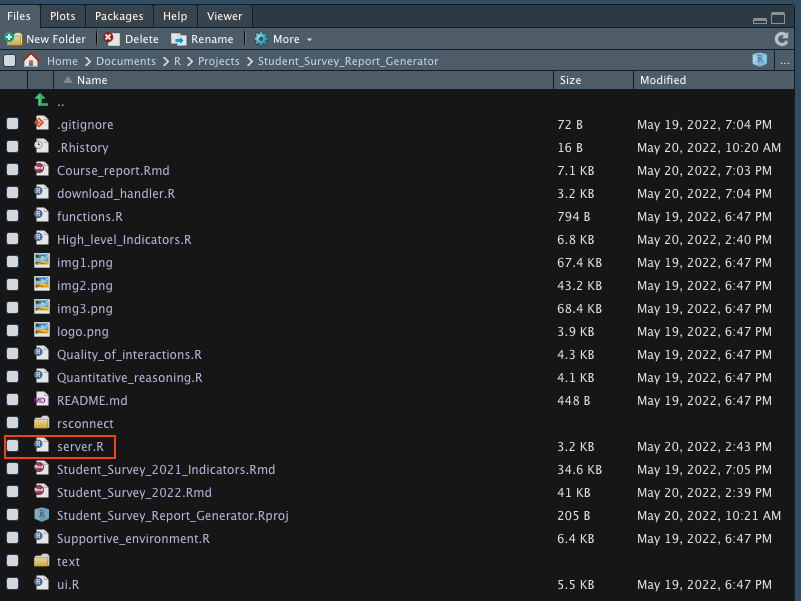 Files Plots Packages Help Viewer
New Folder Delete Rename More
Home Documents R Projects Student_Survey_Report_Generator R ...
Name Size Modified
..
.gitignore 72 B May 19, 2022, 7:04 PM
.Rhistory 16 B May 20, 2022, 10:20 AM
Course_report.Rmd 7.1 KB May 20, 2022, 7:03 PM
download_handler.R 3.2 KB May 20, 2022, 7:04 PM
functions.R 794 B May 19, 2022, 6:47 PM
High_level_Indicators.R 6.8 KB May 20, 2022, 2:40 PM
img1.png 67.4 KB May 19, 2022, 6:47 PM
img2.png 43.2 KB May 19, 2022, 6:47 PM
img3.png 68.4 KB May 19, 2022, 6:47 PM
logo.png 3.9 KB May 19, 2022, 6:47 PM
Quality_of_interactions.R 4.3 KB May 19, 2022, 6:47 PM
Quantitative_reasoning.R 4.1 KB May 19, 2022, 6:47 PM
MD README.md 448 B May 19, 2022, 6:47 PM
rsconnect
server.R 3.2 KB May 20, 2022, 2:43 PM
Student_Survey_2021_Indicators.Rmd 34.6 KB May 19, 2022, 7:05 PM
Student_Survey_2022.Rmd 41 KB May 20, 2022, 2:39 PM
R Student_Survey_Report_Generator.Rproj 205 B May 20, 2022, 10:21 AM
Supportive_environment.R 6.4 KB May 19, 2022, 6:47 PM
text
ui.R 5.5 KB May 19, 2022, 6:47 PM